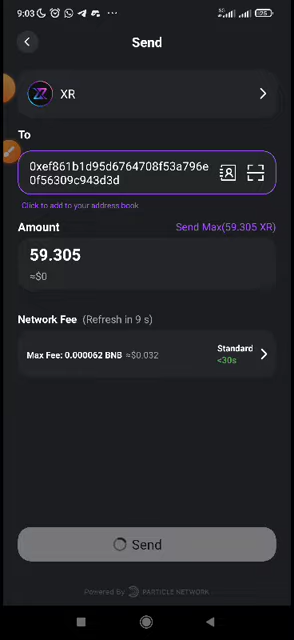 9:03
25
Send
XR
To
0xef861b1d95d6764708f53a796e
0f56309c943d3d
Click to add to your address book
Amount
Send Max(59.305 XR)
59.305
≈$0
Network Fee (Refresh in 9 s)
Max Fee: 0.000062 BNB ≈$0.032
Standard
<30s
Send
Powered By PARTICLE NETWORK